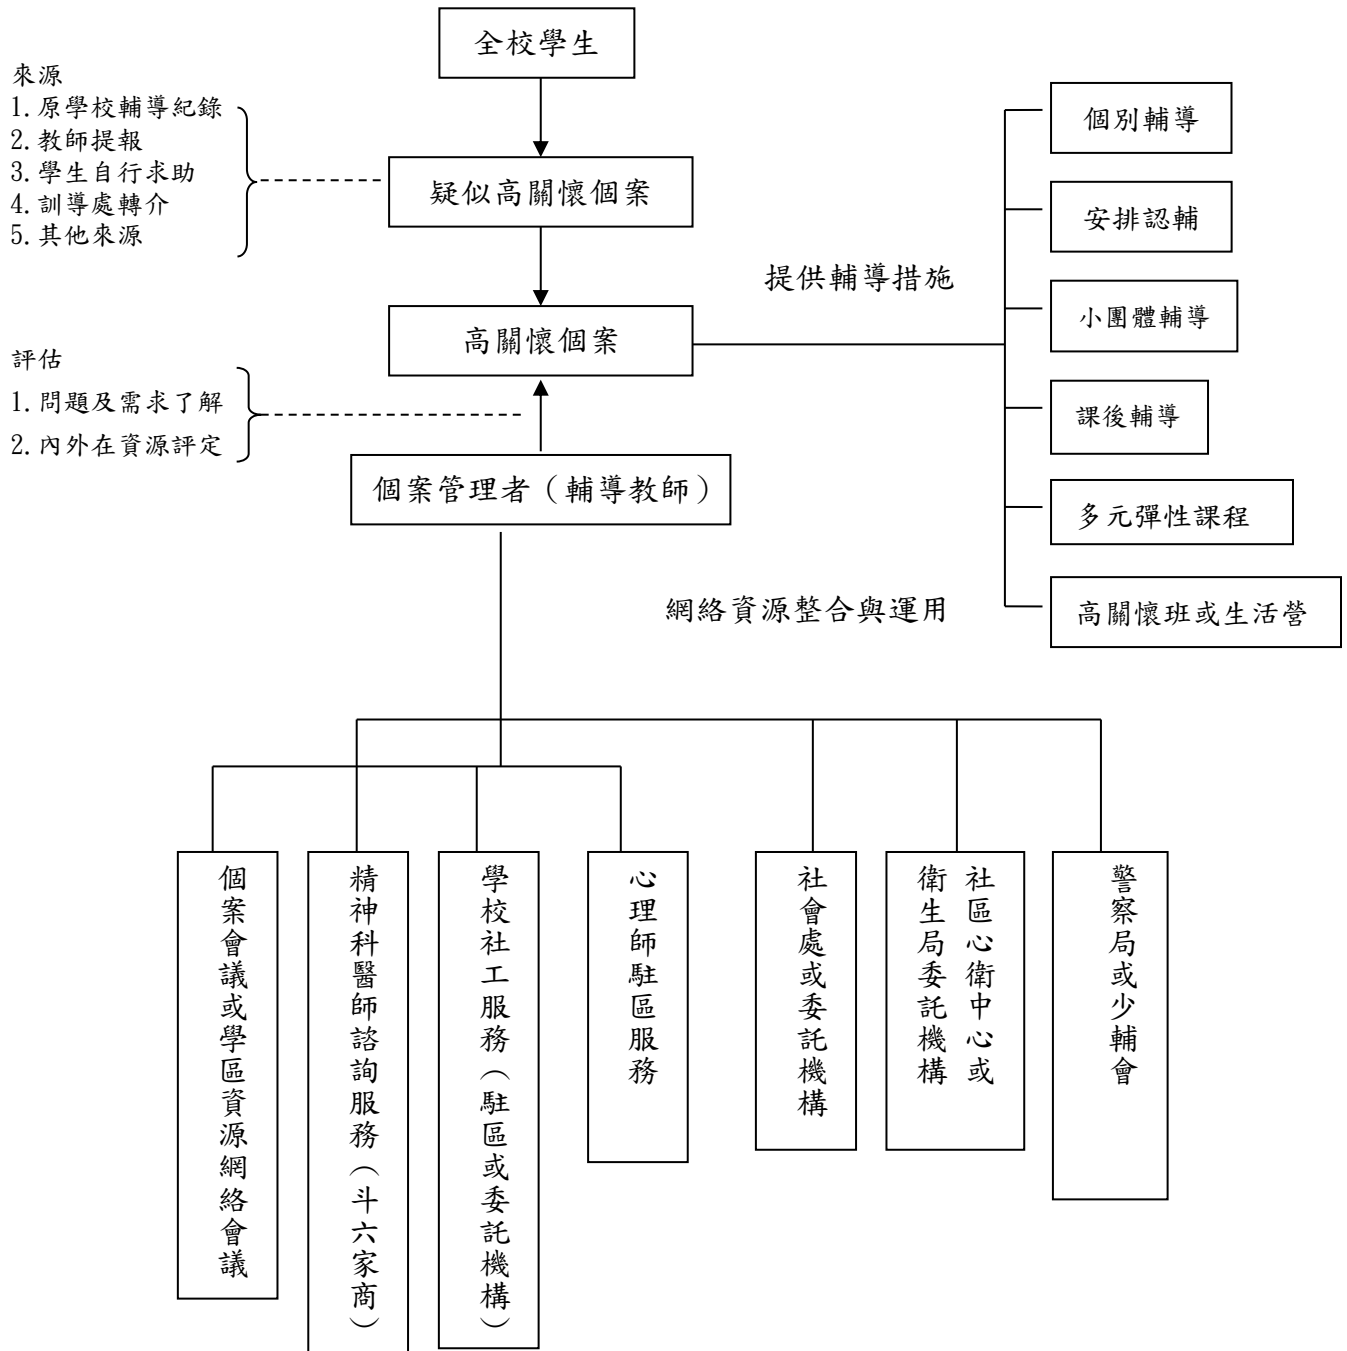 全校學生
來源
1.原學校輔導紀錄
2.教師提報
3.學生自行求助
4.訓導處轉介
5.其他來源
疑似高關懷個案
高關懷個案
評估
1.問題及需求了解
2.內外在資源評定
個案管理者（輔導教師）
提供輔導措施
個別輔導
安排認輔
小團體輔導
課後輔導
多元彈性課程
高關懷班或生活營
網絡資源整合與運用
個案會議或學區資源網絡會議
精神科醫師諮詢服務（斗六家商）
學校社工服務（駐區或委託機構）
心理師駐區服務
社會處或委託機構
社區心衛中心或
衛生局委託機構
警察局或少輔會